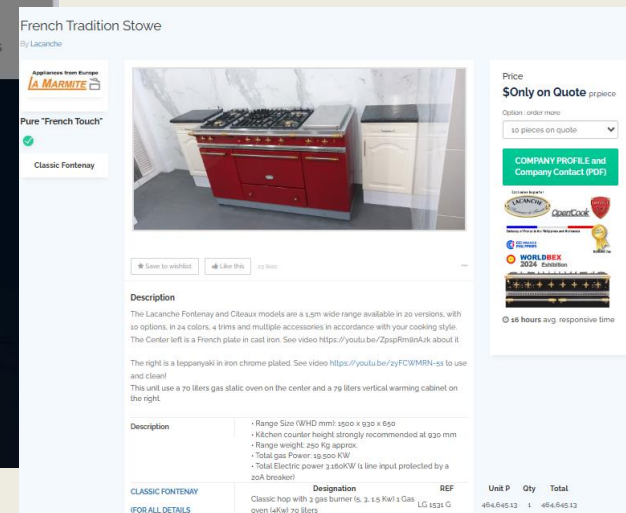 French Tradition Stowe
By Lacanche
Appliances from Europe
LA MARMITE
Pure "French Touch"
Classic Fontenay
Save to wishlist
Like this
23 likes
Description
The Lacanche Fontenay and Citeaux models are a 1,5m wide range available in 20 versions, with
10 options, in 24 colors, 4 trims and multiple accessories in accordance with your cooking style.
The Center left is a French plate in cast iron. See video https://youtu.be/ZpspRm8nA2k about it
The right is a teppanyaki in iron chrome plated. See video https://youtu.be/2yFCWMRN-5s to use
and clean!
This unit use a 70 liters gas static oven on the center and a 79 liters vertical warming cabinet on
the right.
Description
• Range Size (WHD mm): 1500 x 930 x 650
• Kitchen counter height strongly recommended at 930 mm
• Range weight: 250 Kg approx.
• Total gas Power: 19.500 KW
• Total Electric power 3.160KW (1 line input protected by a
20A breaker)
CLASSIC FONTENAY
(FOR ALL DETAILS
Designation
REF
Unit P
Qty
Total
Classic hop with 3 gas burner (5, 3, 1.5 Kw) 1 Gas
oven (4Kw) 70 liters
LG 1531 G
464,645.13
1
464,645.13
Price
$Only on Quote pr.piece
Option : order more
10 pieces on quote
COMPANY PROFILE and
Company Contact (PDF)
LACANCHE
OpenCook
WORLDBEX
2024 Exhibition
16 hours avg. responsive time